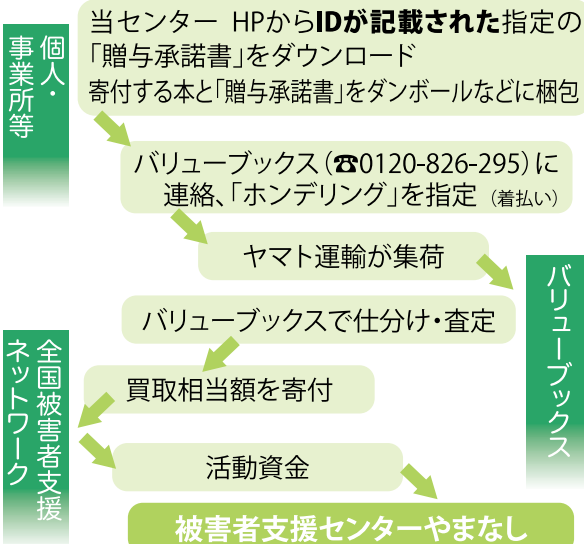 個人・
事業所等
当センター HPからIDが記載された指定の
「贈与承諾書」をダウンロード
寄付する本と「贈与承諾書」をダンボールなどに梱包
バリューブックス（☎0120-826-295）に
連絡、「ホンデリング」を指定（着払い）
ヤマト運輸が集荷
バリューブックス
バリューブックスで仕分け・査定
全国被害者支援
ネットワーク
買取相当額を寄付
活動資金
被害者支援センターやまなし